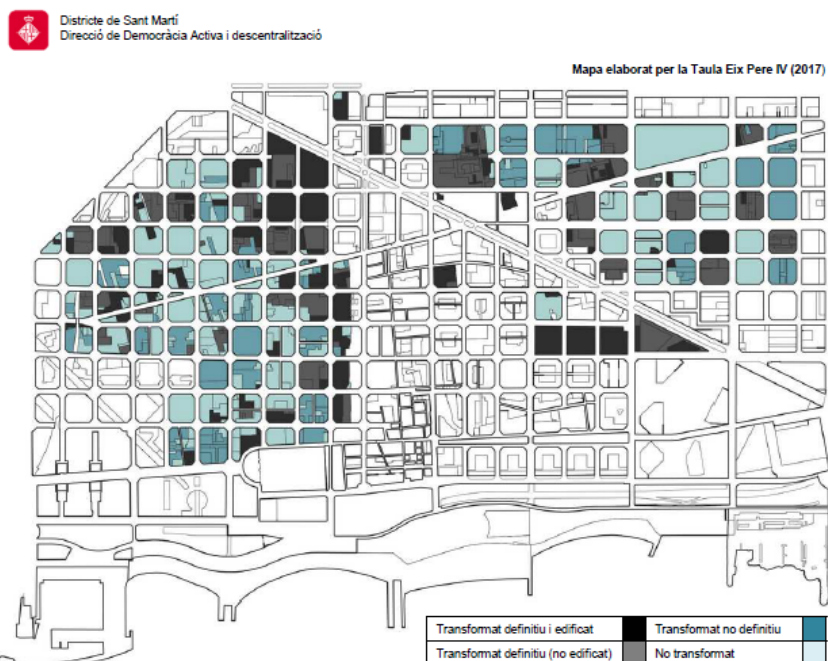 Districte de Sant Martí
Direcció de Democràcia Activa i descentralització
Mapa elaborat per la Taula Eix Pere IV (2017)
Transformat definitiu i edificat
Transformat no definitiu
Transformat definitiu (no edificat)
No transformat